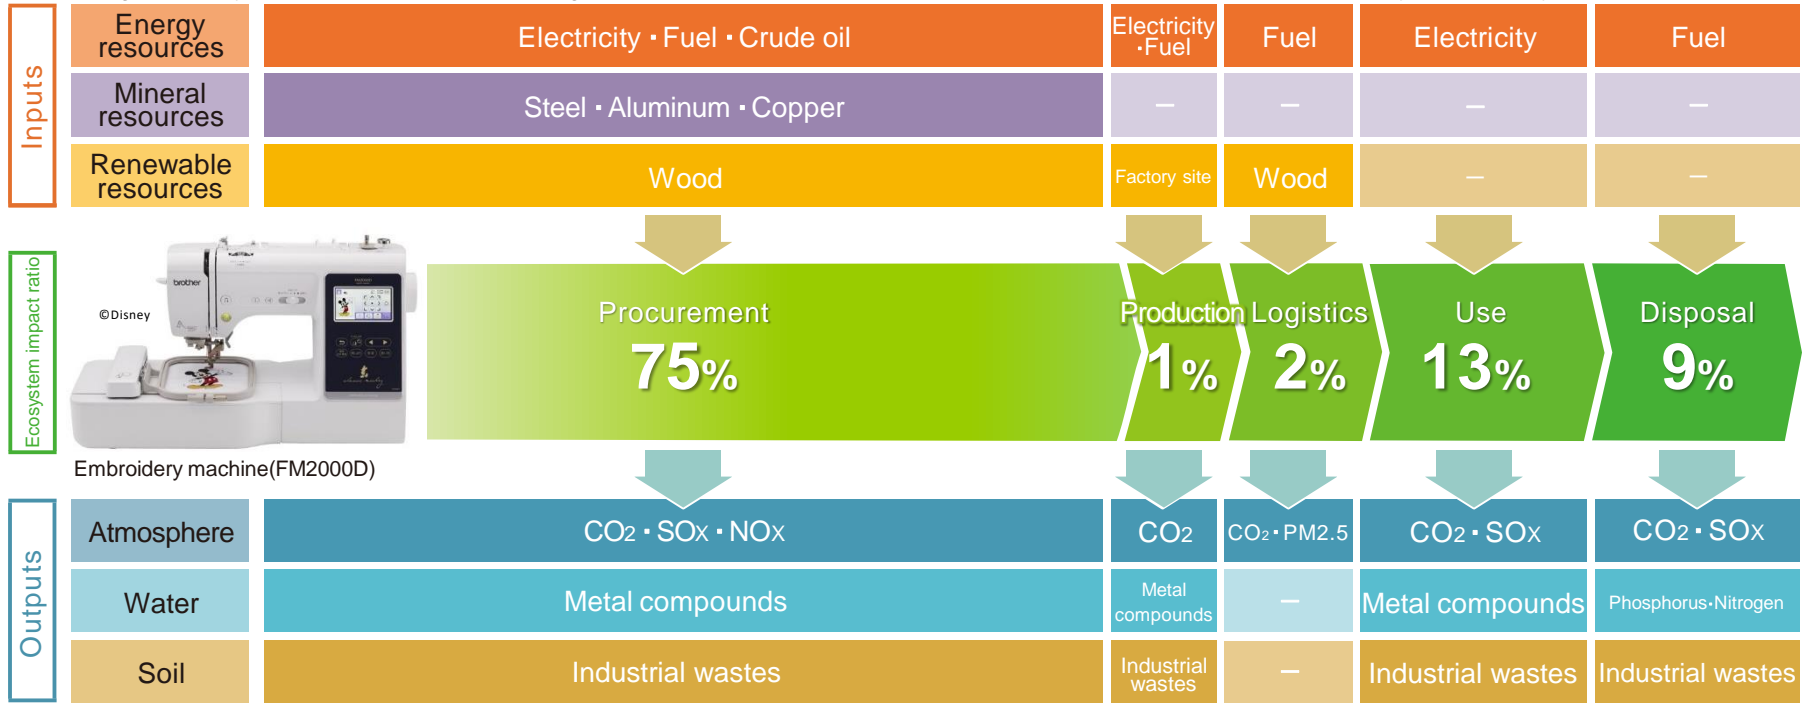 Inputs
Energy
resources
Electricity・Fuel・Crude oil
Electricity
・Fuel
Fuel
Electricity
Fuel
Mineral
resources
Steel・Aluminum・Copper
–
–
–
–
Renewable
resources
Wood
Factory site
Wood
–
–
Ecosystem impact ratio
brother
©Disney
Embroidery machine(FM2000D)
Procurement
75%
Production
1%
Logistics
2%
Use
13%
Disposal
9%
Outputs
Atmosphere
CO2・SOX・NOX
CO2
CO2・PM2.5
CO2・SOX
CO2・SOX
Water
Metal compounds
Metal
compounds
–
Metal compounds
Phosphorus・Nitrogen
Soil
Industrial wastes
Industrial
wastes
–
Industrial wastes
Industrial wastes